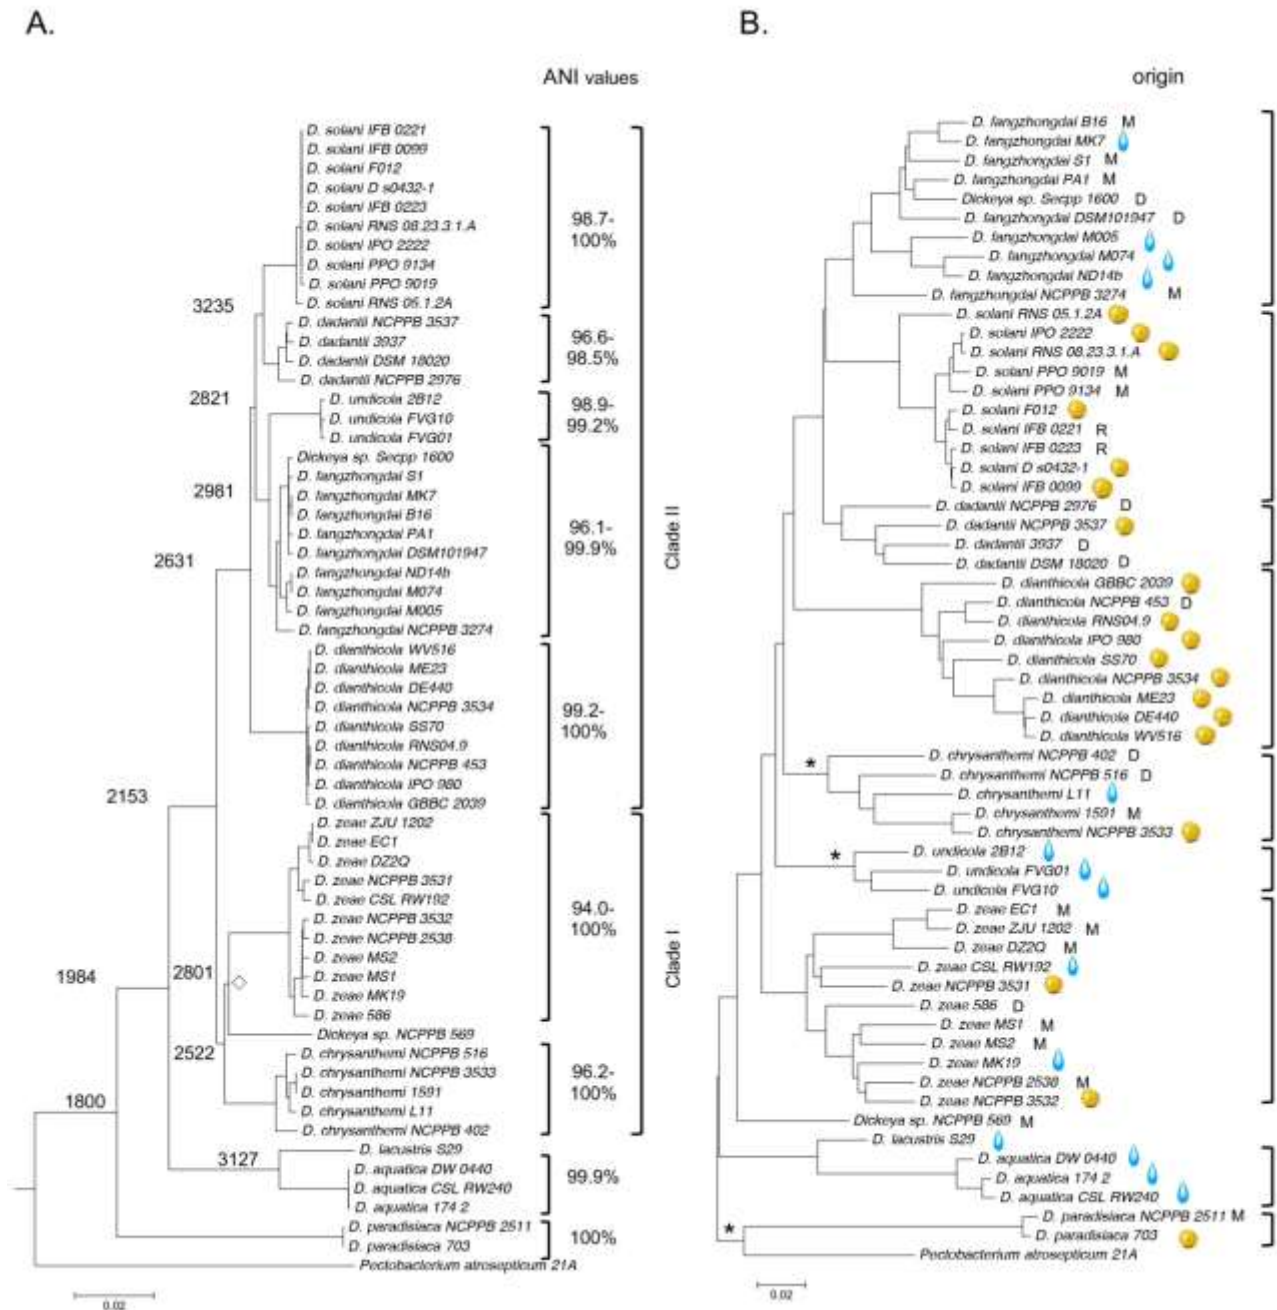 A.
ANI values
D. solani IFB 0221
D. solani IFB 0099
D. solani F012
D. solani D s0432-1
D. solani IFB 0223
D. solani RNS 08.23.3.1.A
D. solani IPO 2222
D. solani PPO 9134
D. solani PPO 9019
D. solani RNS 05.1.2A
98.7-
100%
3235
D. dadantii NCPPB 3537
D. dadantii 3937
D. dadantii DSM 18020
D. dadantii NCPPB 2976
96.6-
98.5%
2821
D. undicola 2B12
D. undicola FVG10
D. undicola FVG01
98.9-
99.2%
Dickeya sp. Secpp 1600
D. fangzhongdai S1
D. fangzhongdai MK7
D. fangzhongdai B16
D. fangzhongdai PA1
D. fangzhongdai DSM101947
D. fangzhongdai ND14b
D. fangzhongdai M074
D. fangzhongdai M005
D. fangzhongdai NCPPB 3274
96.1-
99.9%
2981
2631
Clade II
D. dianthicola WV516
D. dianthicola ME23
D. dianthicola DE440
D. dianthicola NCPPB 3534
D. dianthicola SS70
D. dianthicola RNS04.9
D. dianthicola NCPPB 453
D. dianthicola IPO 980
D. dianthicola GBBC 2039
99.2-
100%
2153
D. zeae ZJU 1202
D. zeae EC1
D. zeae DZ2Q
D. zeae NCPPB 3531
D. zeae CSL RW192
D. zeae NCPPB 3532
D. zeae NCPPB 2538
D. zeae MS2
D. zeae MS1
D. zeae MK19
D. zeae 586
94.0-
100%
Clade I
1984
2801
Dickeya sp. NCPPB 569
2522
D. chrysanthemi NCPPB 516
D. chrysanthemi NCPPB 3533
D. chrysanthemi 1591
D. chrysanthemi L11
D. chrysanthemi NCPPB 402
96.2-
100%
1800
3127
D. lacustris S29
D. aquatica DW 0440
D. aquatica CSL RW240
D. aquatica 174 2
99.9%
D. paradisiaca NCPPB 2511
D. paradisiaca 703
100%
Pectobacterium atrosepticum 21A
0.02
B.
origin
D. fangzhongdai B16 M
D. fangzhongdai MK7
D. fangzhongdai S1 M
D. fangzhongdai PA1 M
Dickeya sp. Secpp 1600 D
D. fangzhongdai DSM101947 D
D. fangzhongdai M005
D. fangzhongdai M074
D. fangzhongdai ND14b
D. fangzhongdai NCPPB 3274 M
D. solani RNS 05.1.2A
D. solani IPO 2222
D. solani RNS 08.23.3.1.A
D. solani PPO 9019 M
D. solani PPO 9134 M
D. solani F012
D. solani IFB 0221 R
D. solani IFB 0223 R
D. solani D s0432-1
D. solani IFB 0099
D. dadantii NCPPB 2976 D
D. dadantii NCPPB 3537
D. dadantii 3937 D
D. dadantii DSM 18020 D
D. dianthicola GBBC 2039
D. dianthicola NCPPB 453 D
D. dianthicola RNS04.9
D. dianthicola IPO 980
D. dianthicola SS70
D. dianthicola NCPPB 3534
D. dianthicola ME23
D. dianthicola DE440
D. dianthicola WV516
*
D. chrysanthemi NCPPB 402 D
D. chrysanthemi NCPPB 516 D
D. chrysanthemi L11
D. chrysanthemi 1591 M
D. chrysanthemi NCPPB 3533
*
D. undicola 2B12
D. undicola FVG01
D. undicola FVG10
D. zeae EC1 M
D. zeae ZJU 1202 M
D. zeae DZ2Q M
D. zeae CSL RW192
D. zeae NCPPB 3531
D. zeae 586 D
D. zeae MS1 M
D. zeae MS2 M
D. zeae MK19
D. zeae NCPPB 2538 M
D. zeae NCPPB 3532
Dickeya sp. NCPPB 569 M
D. lacustris S29
D. aquatica DW 0440
D. aquatica 174 2
D. aquatica CSL RW240
*
D. paradisiaca NCPPB 2511 M
D. paradisiaca 703
Pectobacterium atrosepticum 21A
0.02